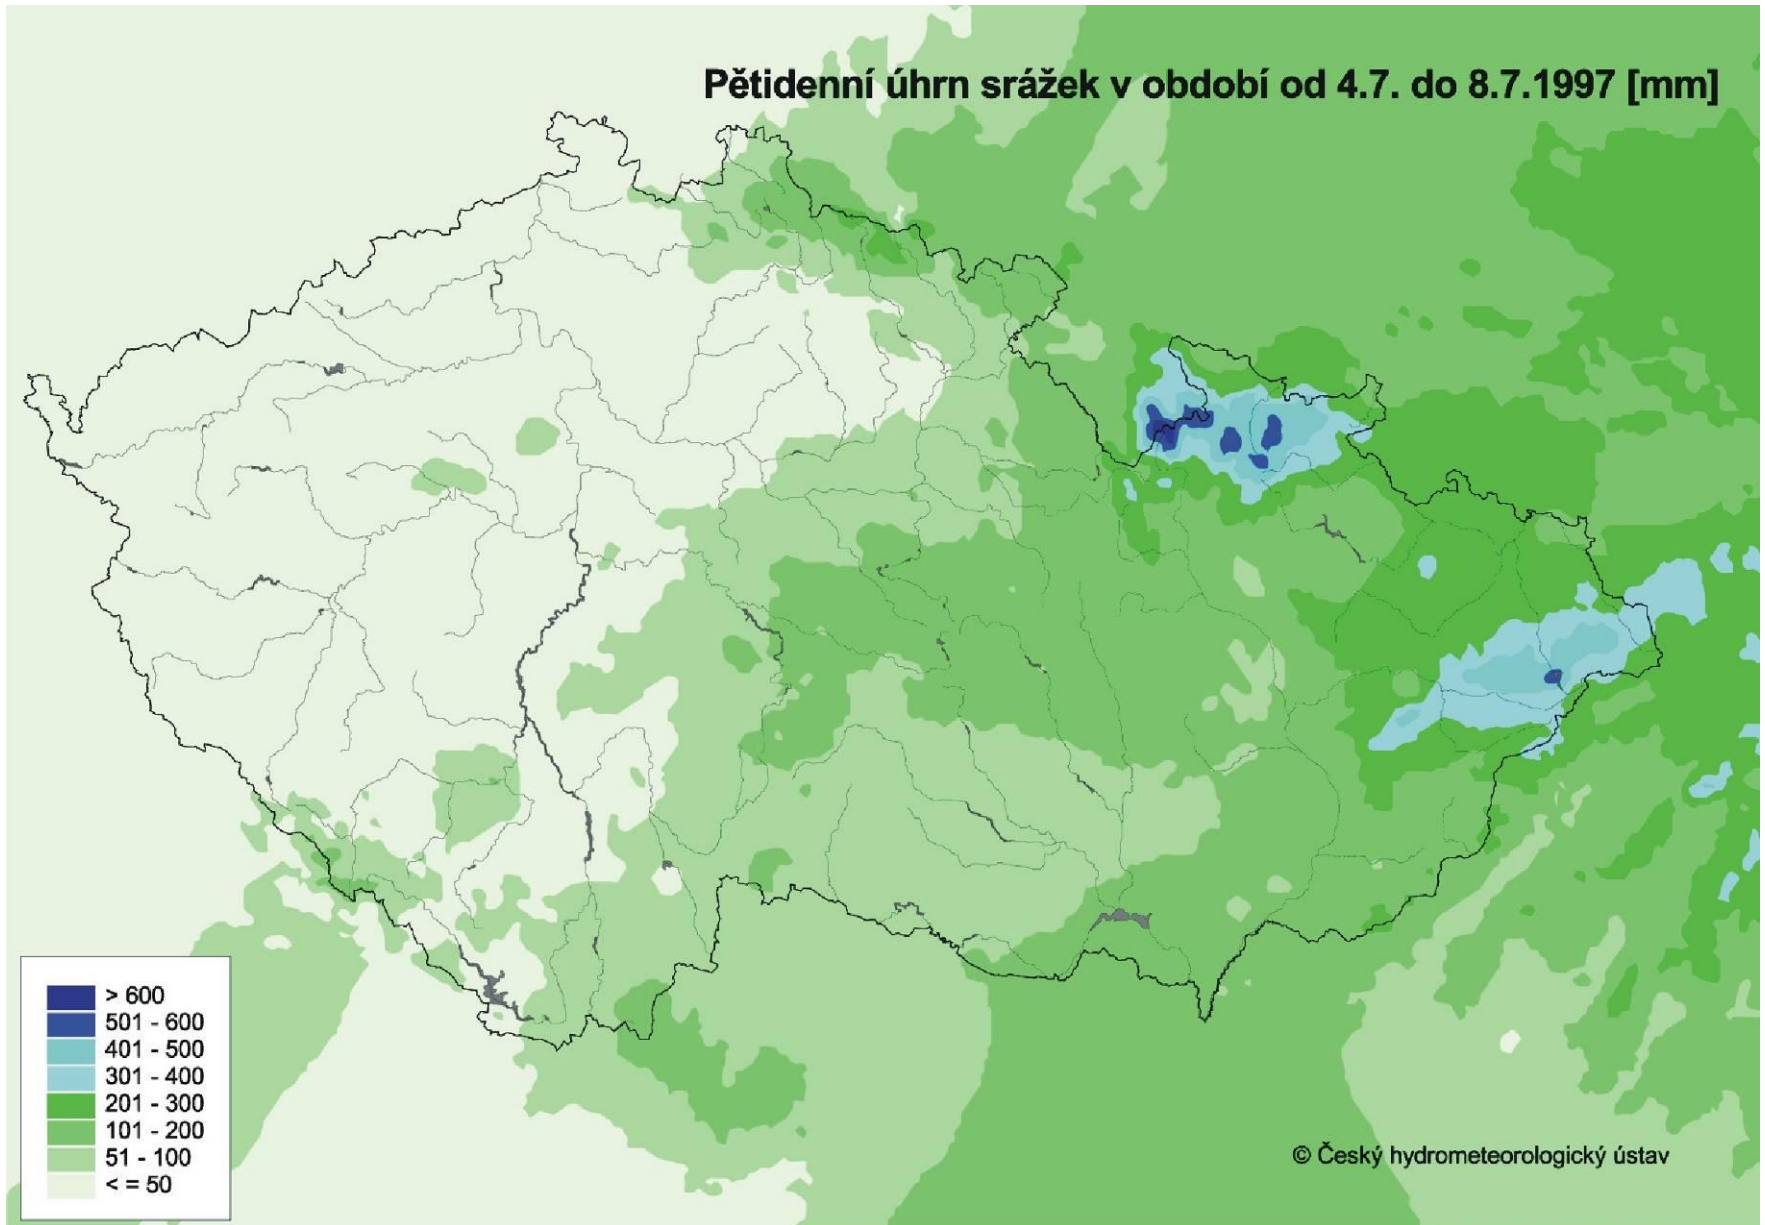 Pětidenní úhrn srážek v období od 4.7. do 8.7.1997 [mm]
> 600
501 - 600
401 - 500
301 - 400
201 - 300
101 - 200
51 - 100
< = 50
© Český hydrometeorologický ústav